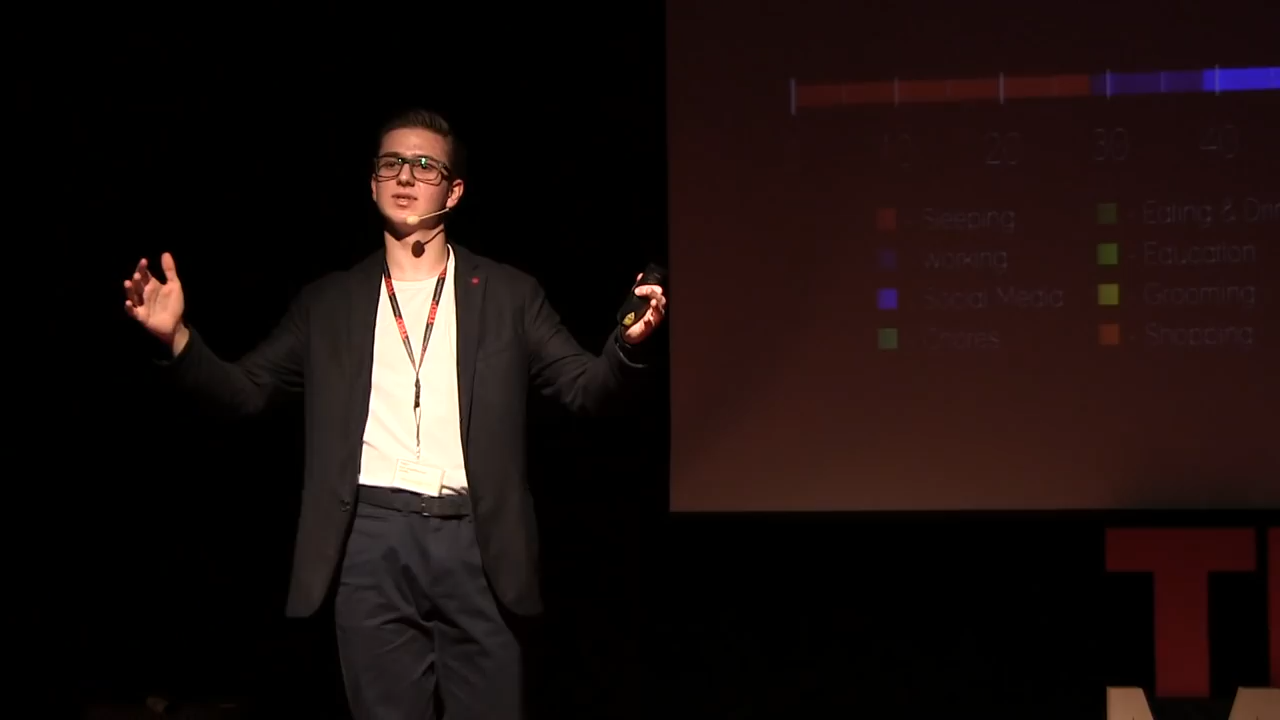 10 20 30 40
Sleeping - Eating & Dri
Working - Education
Social Media - Grooming
Chores - Shopping
T
M